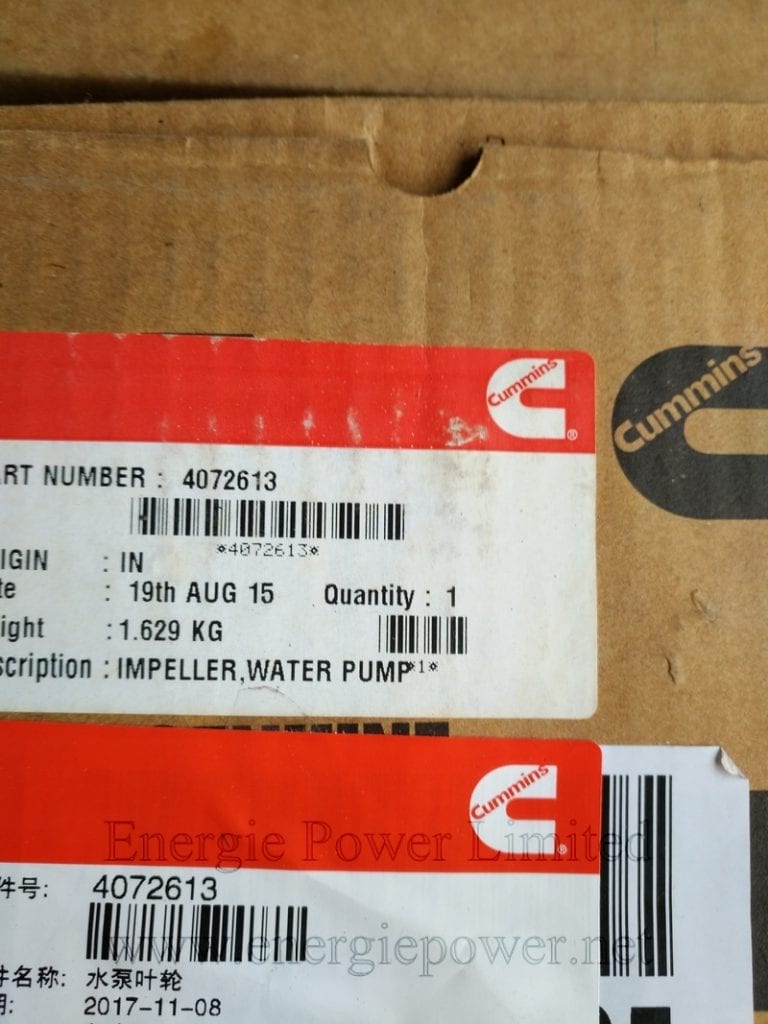 Cummins
Cummins
ART NUMBER : 4072613
*4072613*
IGIN : IN
te : 19th AUG 15 Quantity : 1
ight : 1.629 KG
scription : IMPELLER,WATER PUMP *1*
Cummins
Energie Power Limited
件号: 4072613
www.energiepower.net
件名称: 水泵叶轮
期: 2017-11-08